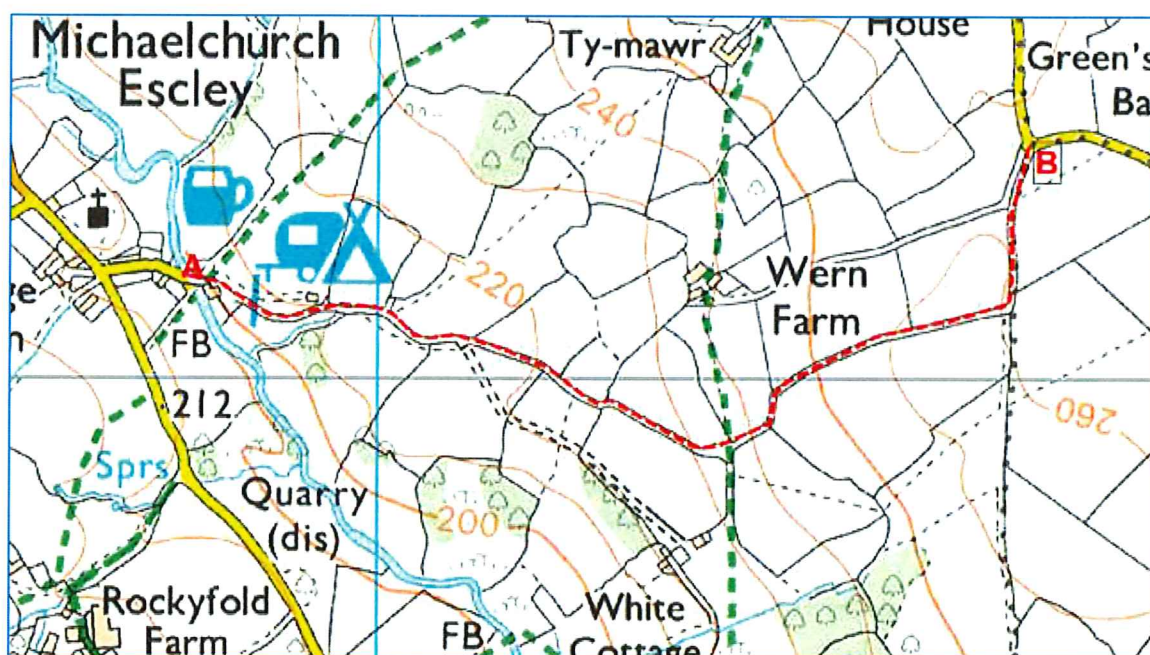 Michaelchurch
Escley
Ty-mawr
House
Green's
Ba
240
B
A
220
Wern
Farm
ge
n
FB
212
260
Sprs
Quarry
(dis)
200
Rockyfold
Farm
FB
White
Cottage